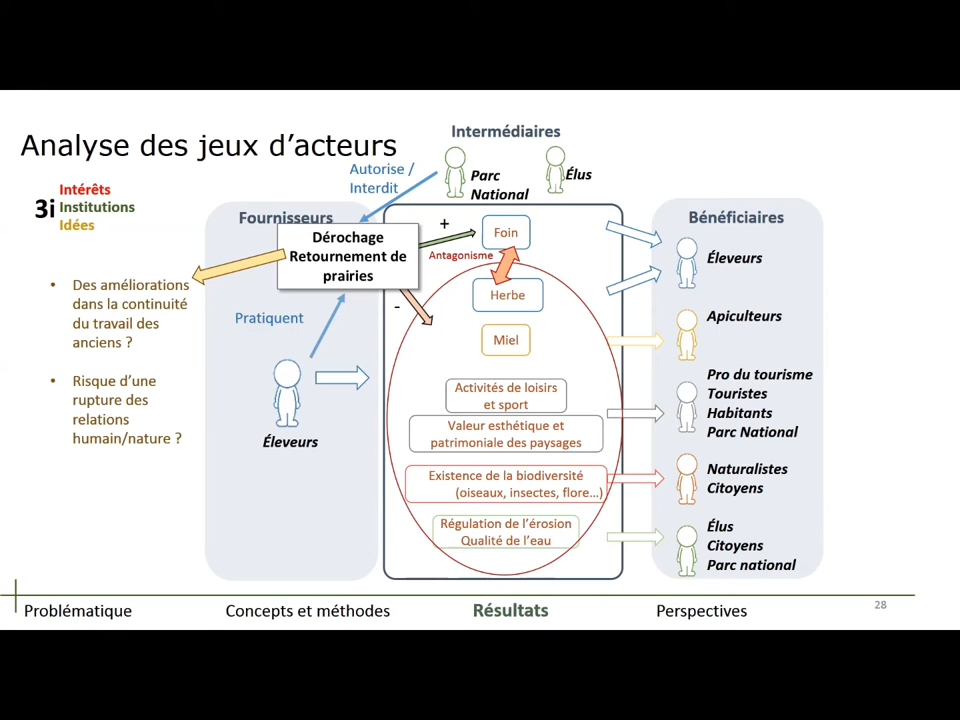 Analyse des jeux d’acteurs
3i
Intérêts
Institutions
Idées
Intermédiaires
Parc
National
Élus
Autorise /
Interdit
Fournisseurs
Dérochage
Retournement de
prairies
Pratiquent
Éleveurs
• Des améliorations
dans la continuité
du travail des
anciens ?
• Risque d’une
rupture des
relations
humain/nature ?
+
Antagonisme
-
Foin
Herbe
Miel
Activités de loisirs
et sport
Valeur esthétique et
patrimoniale des paysages
Existence de la biodiversité
(oiseaux, insectes, flore…)
Régulation de l’érosion
Qualité de l’eau
Bénéficiaires
Éleveurs
Apiculteurs
Pro du tourisme
Touristes
Habitants
Parc National
Naturalistes
Citoyens
Élus
Citoyens
Parc national
Problématique
Concepts et méthodes
Résultats
Perspectives
28